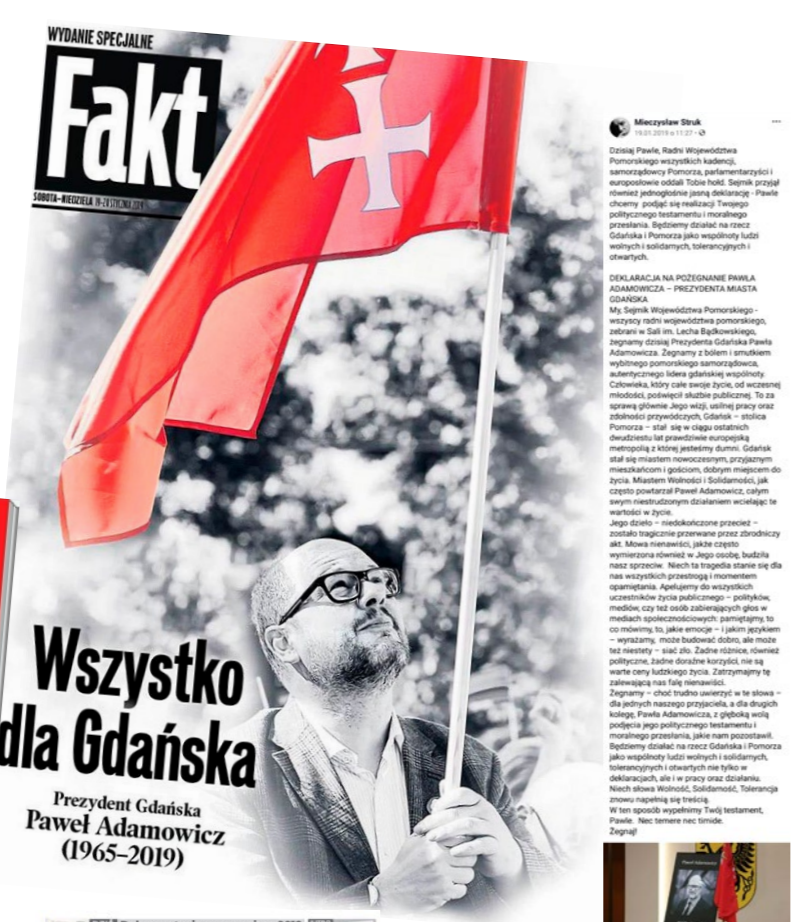 WYDANIE SPECJALNE
Fakt
SOBOTA–NIEDZIELA 19–20 STYCZNIA 2019
Wszystko
dla Gdańska
Prezydent Gdańska
Paweł Adamowicz
(1965–2019)
Mieczysław Struk
19.01.2019 o 11:27
Dzisiaj Pawle, Radni Województwa
Pomorskiego wszystkich kadencji,
samorządowcy Pomorza, parlamentarzyści i
europosłowie oddali Tobie hołd. Sejmik przyjął
również jednogłośnie jasną deklarację - Pawle
chcemy podjąć się realizacji Twojego
politycznego testamentu i moralnego
przesłania. Będziemy działać na rzecz
Gdańska i Pomorza jako wspólnoty ludzi
wolnych i solidarnych, tolerancyjnych i
otwartych.
DEKLARACJA NA POŻEGNANIE PAWŁA
ADAMOWICZA – PREZYDENTA MIASTA
GDAŃSKA
My, Sejmik Województwa Pomorskiego -
wszyscy radni województwa pomorskiego,
zebrani w Sali im. Lecha Bądkowskiego,
żegnamy dzisiaj Prezydenta Gdańska Pawła
Adamowicza. Żegnamy z bólem i smutkiem
wybitnego pomorskiego samorządowca,
autentycznego lidera gdańskiej wspólnoty.
Człowieka, który całe swoje życie, od wczesnej
młodości, poświęcił służbie publicznej. To za
sprawą głównie Jego wizji, usilnej pracy oraz
zdolności przywódczych, Gdańsk – stolica
Pomorza – stał się w ciągu ostatnich
dwudziestu lat prawdziwie europejską
metropolią z której jesteśmy dumni. Gdańsk
stał się miastem nowoczesnym, przyjaznym
mieszkańcom i gościom, dobrym miejscem do
życia. Miastem Wolności i Solidarności, jak
często powtarzał Paweł Adamowicz, całym
swym niestrudzonym działaniem wcielając te
wartości w życie.
Jego dzieło – niedokończone przecież –
zostało tragicznie przerwane przez zbrodniczy
akt. Mowa nienawiści, jakże często
wymierzona również w Jego osobę, budziła
nasz sprzeciw. Niech ta tragedia stanie się dla
nas wszystkich przestrogą i momentem
opamiętania. Apelujemy do wszystkich
uczestników życia publicznego – polityków,
mediów, czy też osób zabierających głos w
mediach społecznościowych: pamiętajmy, to
co mówimy, to, jakie emocje – i jakim językiem
– wyrażamy, może budować dobro, ale może
też niestety – siać zło. Żadne różnice, również
polityczne, żadne doraźne korzyści, nie są
warte ceny ludzkiego życia. Zatrzymajmy tę
zalewającą nas falę nienawiści.
Żegnamy – choć trudno uwierzyć w te słowa –
dla jednych naszego przyjaciela, a dla drugich
kolegę, Pawła Adamowicza, z głęboką wolą
podjęcia jego politycznego testamentu i
moralnego przesłania, jakie nam pozostawił.
Będziemy działać na rzecz Gdańska i Pomorza
jako wspólnoty ludzi wolnych i solidarnych,
tolerancyjnych i otwartych nie tylko w
deklaracjach, ale i w pracy oraz działaniu.
Niech słowa Wolność, Solidarność, Tolerancja
znowu napełnią się treścią.
W ten sposób wypełnimy Twój testament,
Pawle. Nec temere nec timide.
Żegnaj!
Paweł Adamowicz